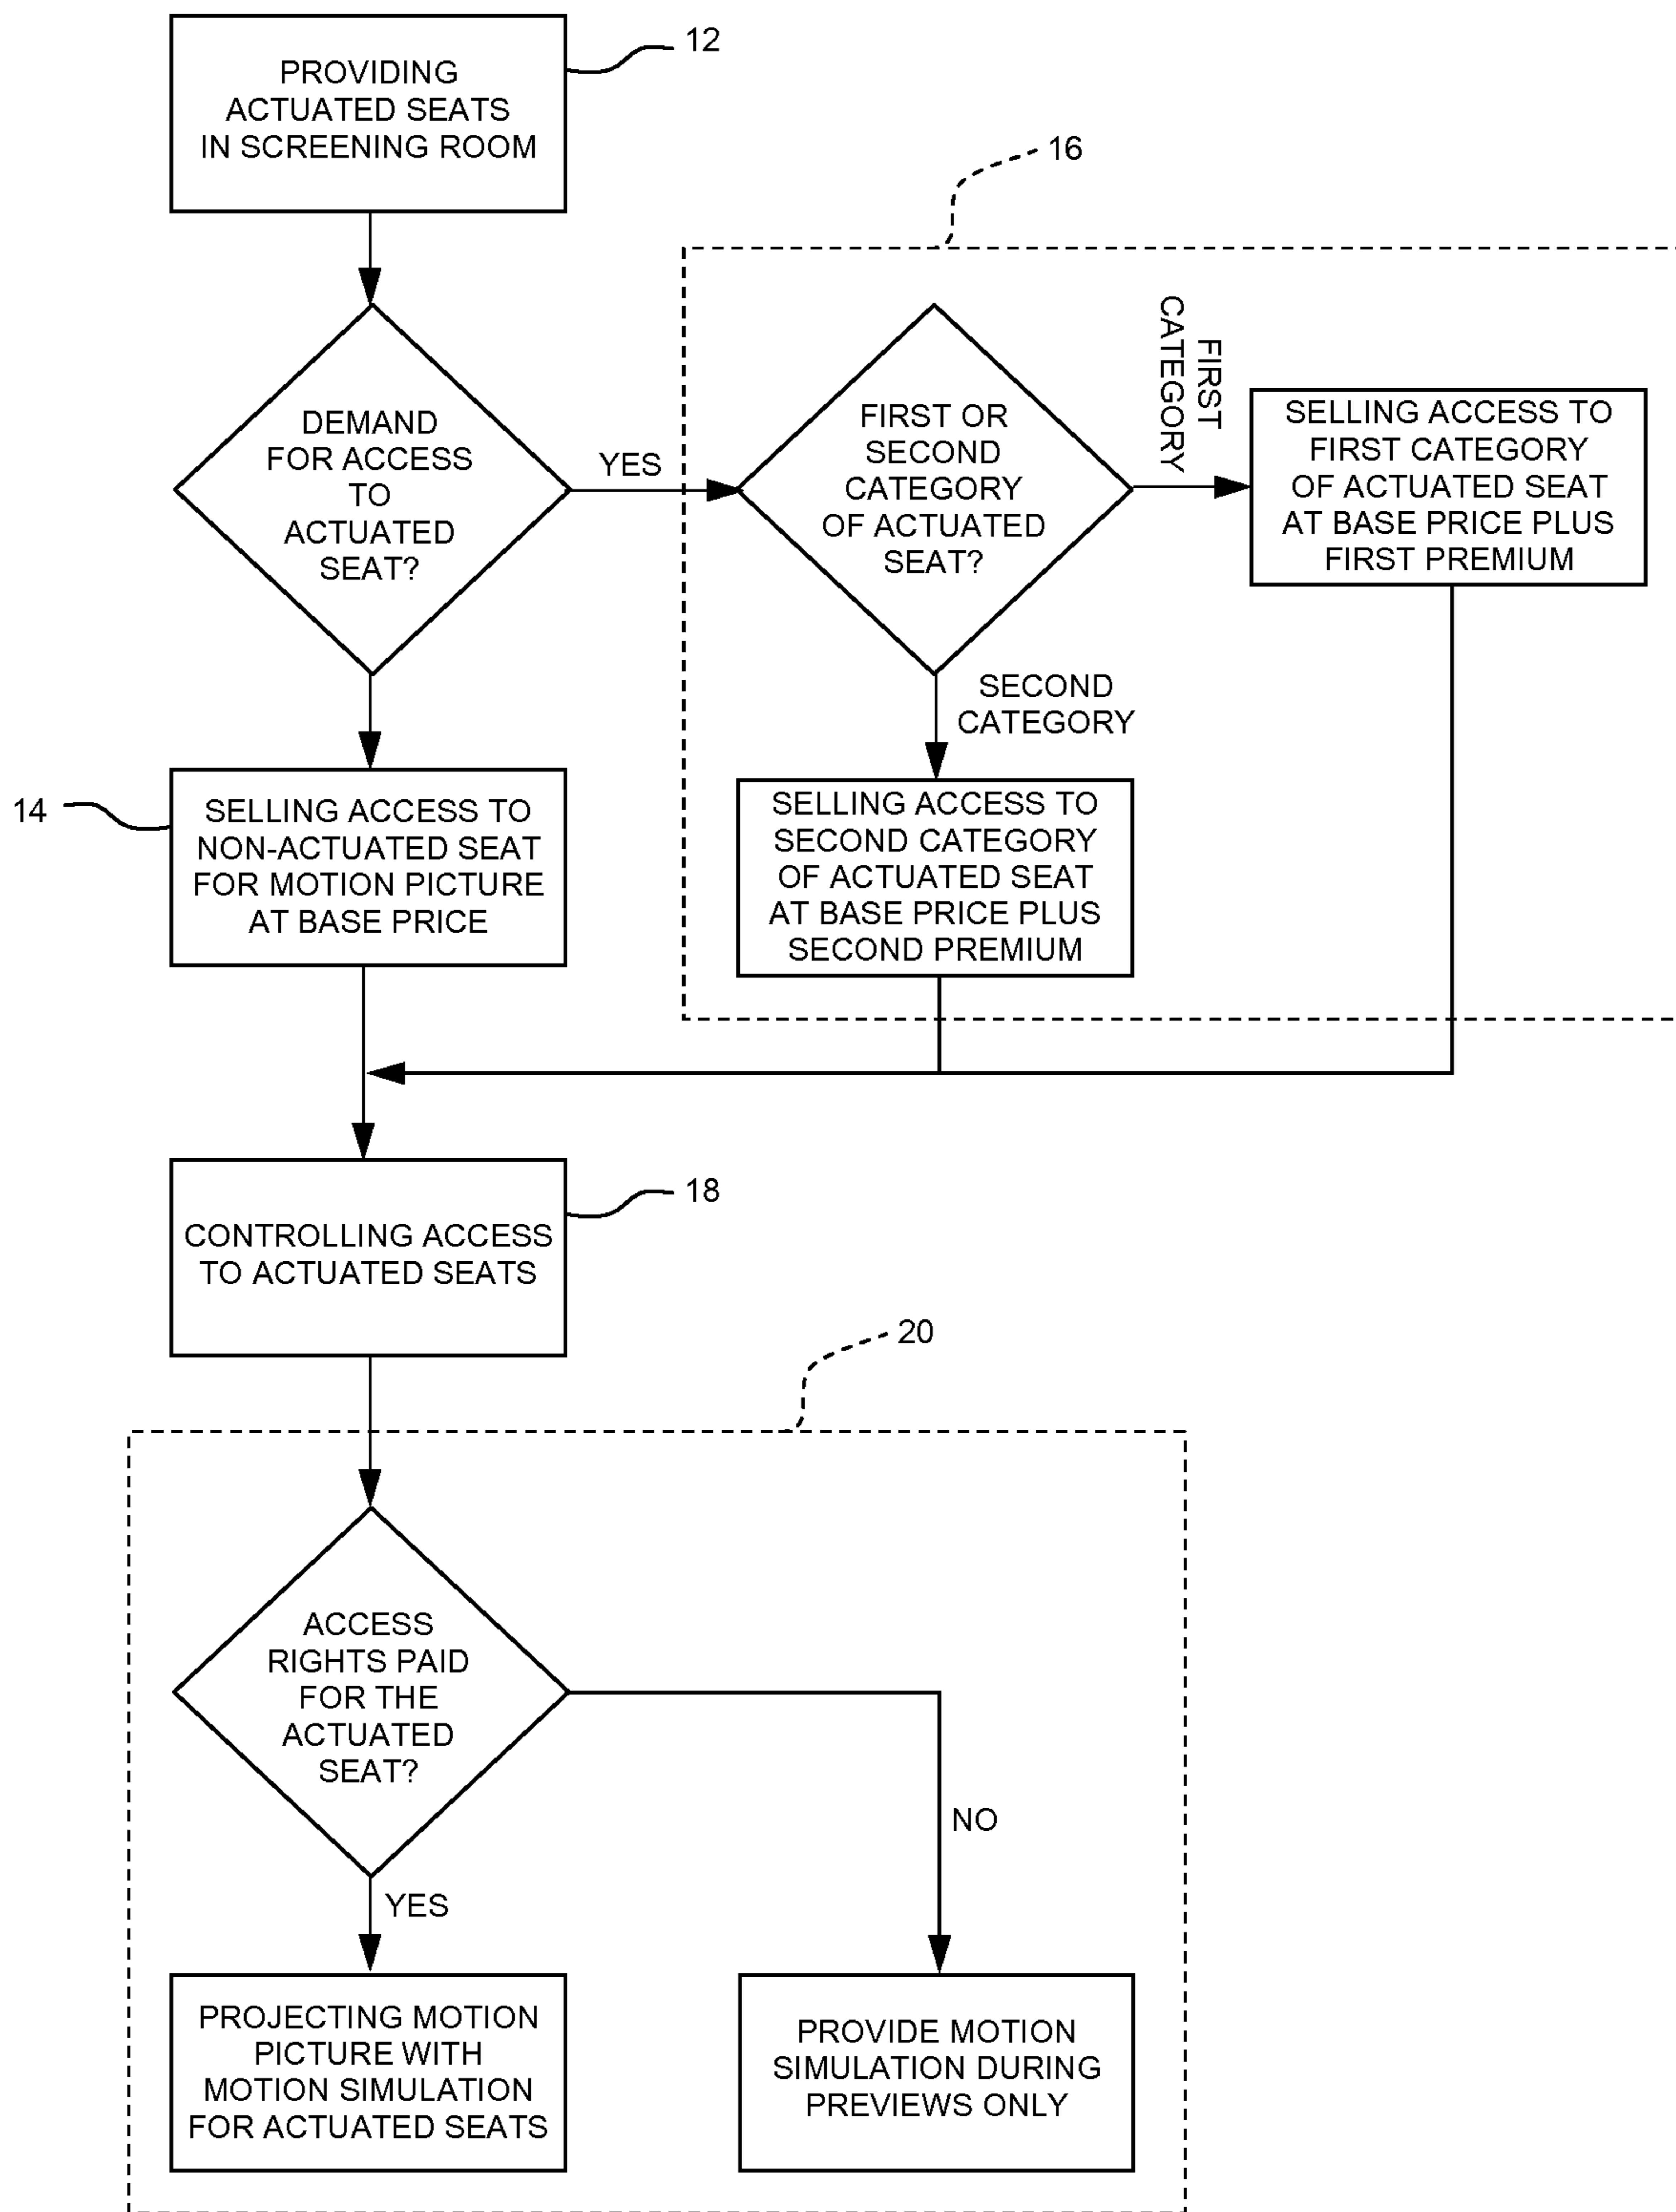 PROVIDING
ACTUATED SEATS
IN SCREENING ROOM
12
16
DEMAND
FOR ACCESS
TO
ACTUATED
SEAT?
YES
FIRST OR
SECOND
CATEGORY
OF ACTUATED
SEAT?
FIRST
CATEGORY
SELLING ACCESS TO
FIRST CATEGORY
OF ACTUATED SEAT
AT BASE PRICE PLUS
FIRST PREMIUM
SECOND
CATEGORY
14
SELLING ACCESS TO
NON-ACTUATED SEAT
FOR MOTION PICTURE
AT BASE PRICE
SELLING ACCESS TO
SECOND CATEGORY
OF ACTUATED SEAT
AT BASE PRICE PLUS
SECOND PREMIUM
CONTROLLING ACCESS
TO ACTUATED SEATS
18
20
ACCESS
RIGHTS PAID
FOR THE
ACTUATED
SEAT?
NO
YES
PROJECTING MOTION
PICTURE WITH
MOTION SIMULATION
FOR ACTUATED SEATS
PROVIDE MOTION
SIMULATION DURING
PREVIEWS ONLY